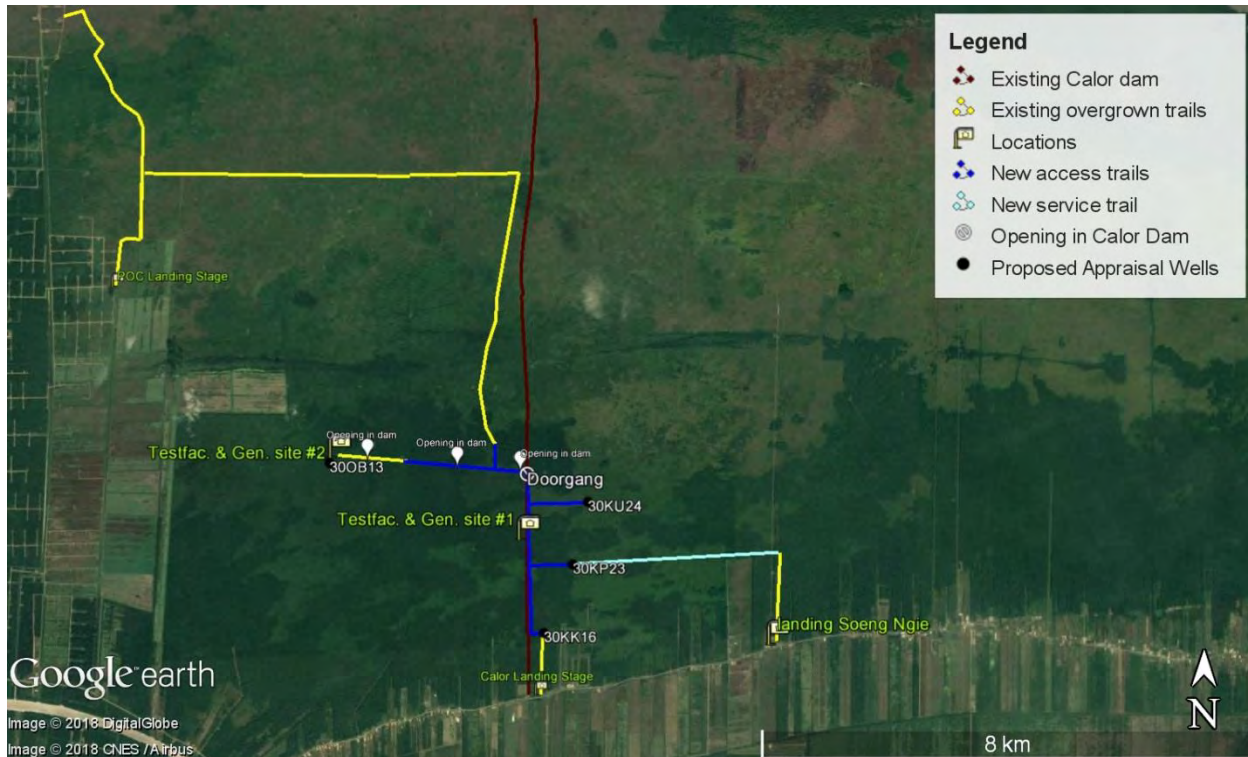 Legend
Existing Calor dam
Existing overgrown trails
Locations
New access trails
New service trail
Opening in Calor Dam
Proposed Appraisal Wells
Landing Stage
Opening in dam
Opening in dam
Opening in dam
Testfac. & Gen. site #2
30OB13
Doorgang
30KU24
Testfac. & Gen. site #1
30KP23
30KK16
landing Soeng Ngie
Calor Landing Stage
Google earth
N
Image © 2018 DigitalGlobe
Image © 2018 CNES / Airbus
8 km